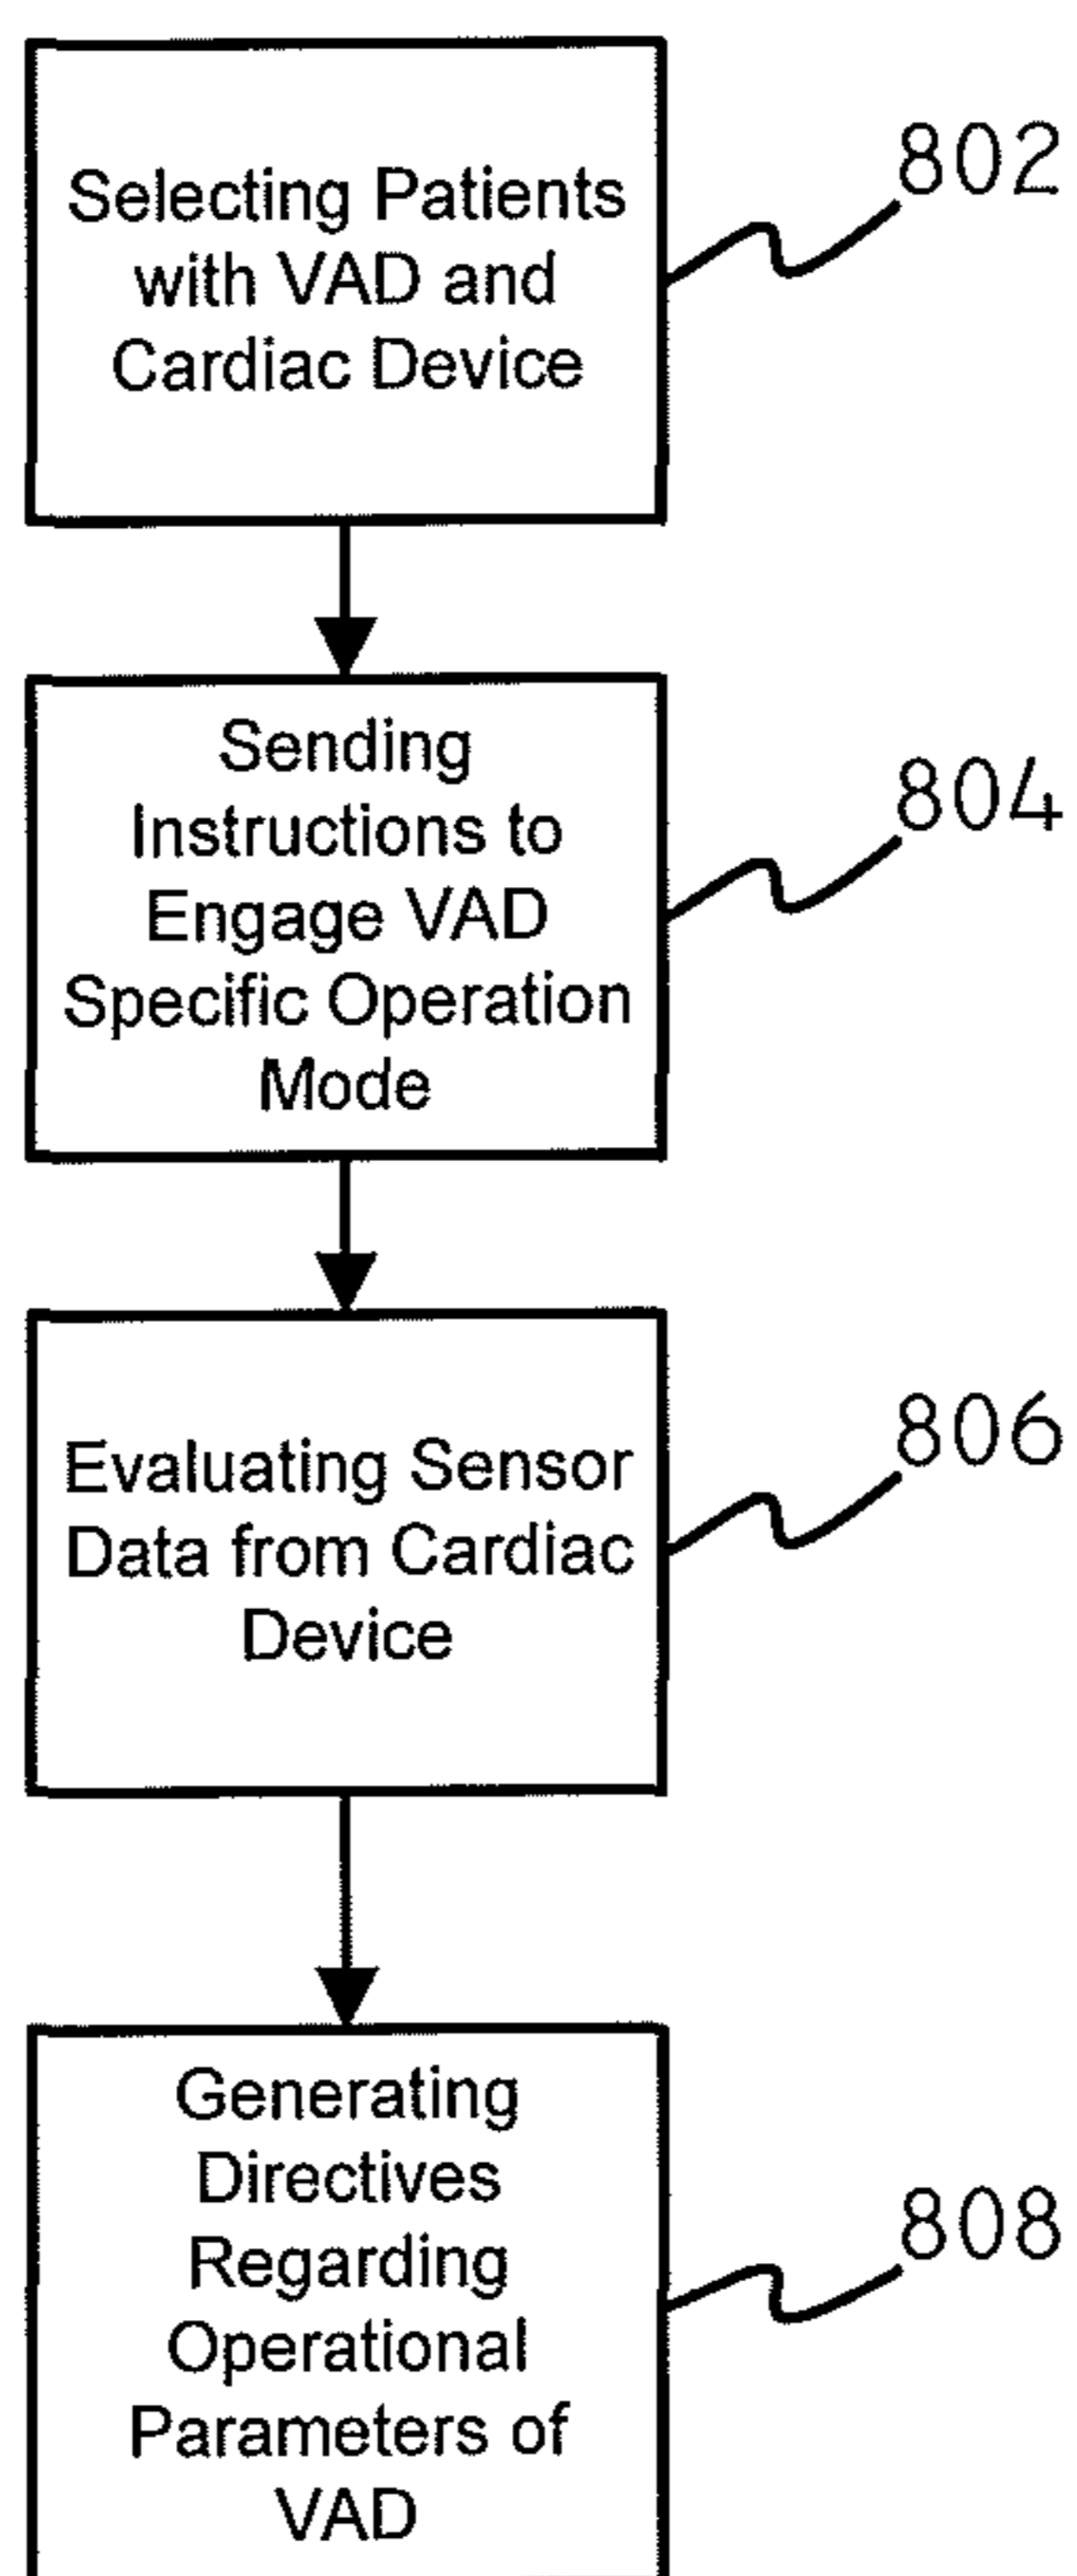 Selecting Patients
with VAD and
Cardiac Device
802
Sending
Instructions to
Engage VAD
Specific Operation
Mode
804
Evaluating Sensor
Data from Cardiac
Device
806
Generating
Directives
Regarding
Operational
Parameters of
VAD
808